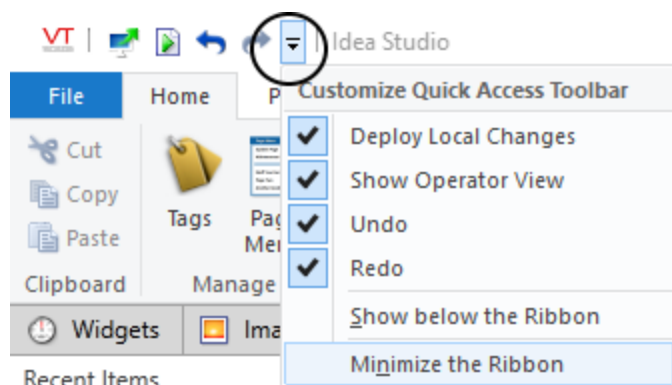 VT
Idea Studio
File
Home
Customize Quick Access Toolbar
Cut
Copy
Paste
Tags
Clipboard
Manage
Deploy Local Changes
Show Operator View
Undo
Redo
Show below the Ribbon
Minimize the Ribbon
Widgets
Recent Items